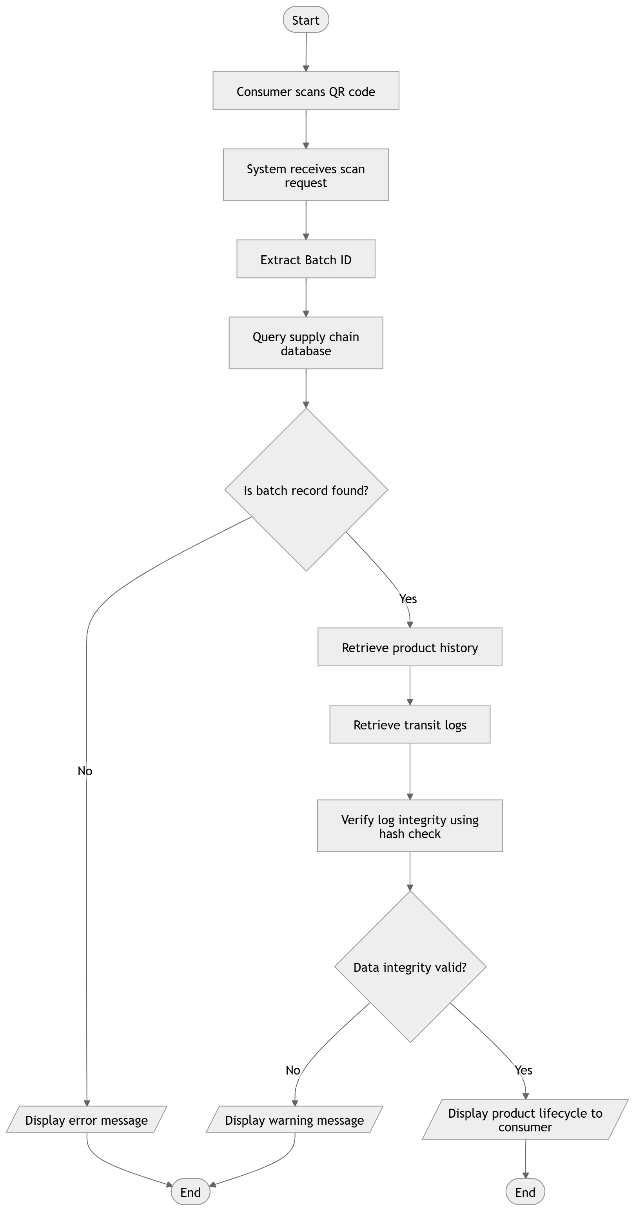 Start
Consumer scans QR code
System receives scan
request
Extract Batch ID
Query supply chain
database
Is batch record found?
Yes
Retrieve product history
Retrieve transit logs
No
Verify log integrity using
hash check
Data integrity valid?
No
Yes
Display error message
Display warning message
Display product lifecycle to
consumer
End
End